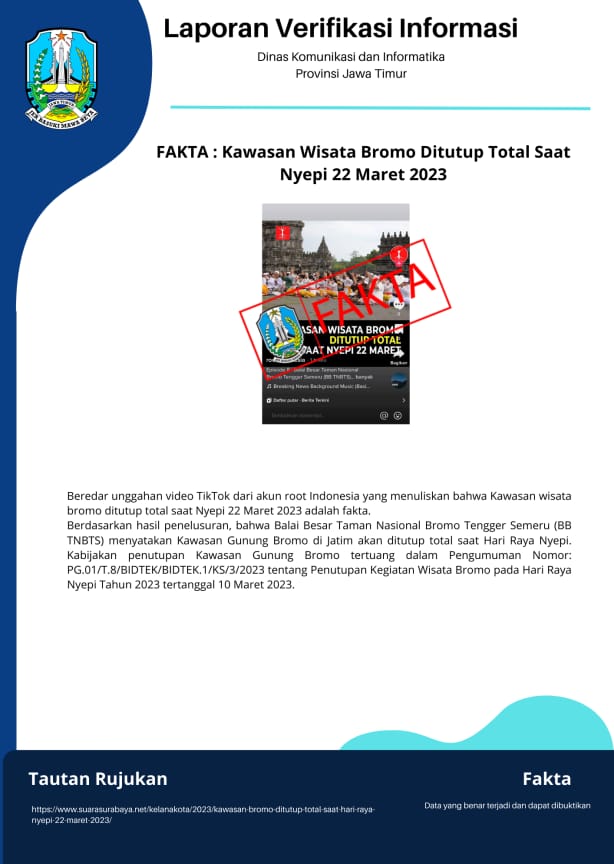 Laporan Verifikasi Informasi
Dinas Komunikasi dan Informatika
Provinsi Jawa Timur
JAWA TIMUR
JER BASUKI MAWA BEYA
FAKTA : Kawasan Wisata Bromo Ditutup Total Saat
Nyepi 22 Maret 2023
FAKTA
ASAN WISATA BROM
DITUTUP TOTAL
SAAT NYEPI 22 MARET
Bagikan
Besar Taman Nasional
Bromo Tengger Semeru (BB TNBTS)... banyak
Breaking News Background Music (Basi...
Daftar putar · Berita Terkini
Tambahkan komentar...
Beredar unggahan video TikTok dari akun root Indonesia yang menuliskan bahwa Kawasan wisata
bromo ditutup total saat Nyepi 22 Maret 2023 adalah fakta.
Berdasarkan hasil penelusuran, bahwa Balai Besar Taman Nasional Bromo Tengger Semeru (BB
TNBTS) menyatakan Kawasan Gunung Bromo di Jatim akan ditutup total saat Hari Raya Nyepi.
Kabijakan penutupan Kawasan Gunung Bromo tertuang dalam Pengumuman Nomor:
PG.01/T.8/BIDTEK/BIDTEK.1/KS/3/2023 tentang Penutupan Kegiatan Wisata Bromo pada Hari Raya
Nyepi Tahun 2023 tertanggal 10 Maret 2023.
Tautan Rujukan
https://www.suarasurabaya.net/kelanakota/2023/kawasan-bromo-ditutup-total-saat-hari-raya-
nyepi-22-maret-2023/
Fakta
Data yang benar terjadi dan dapat dibuktikan